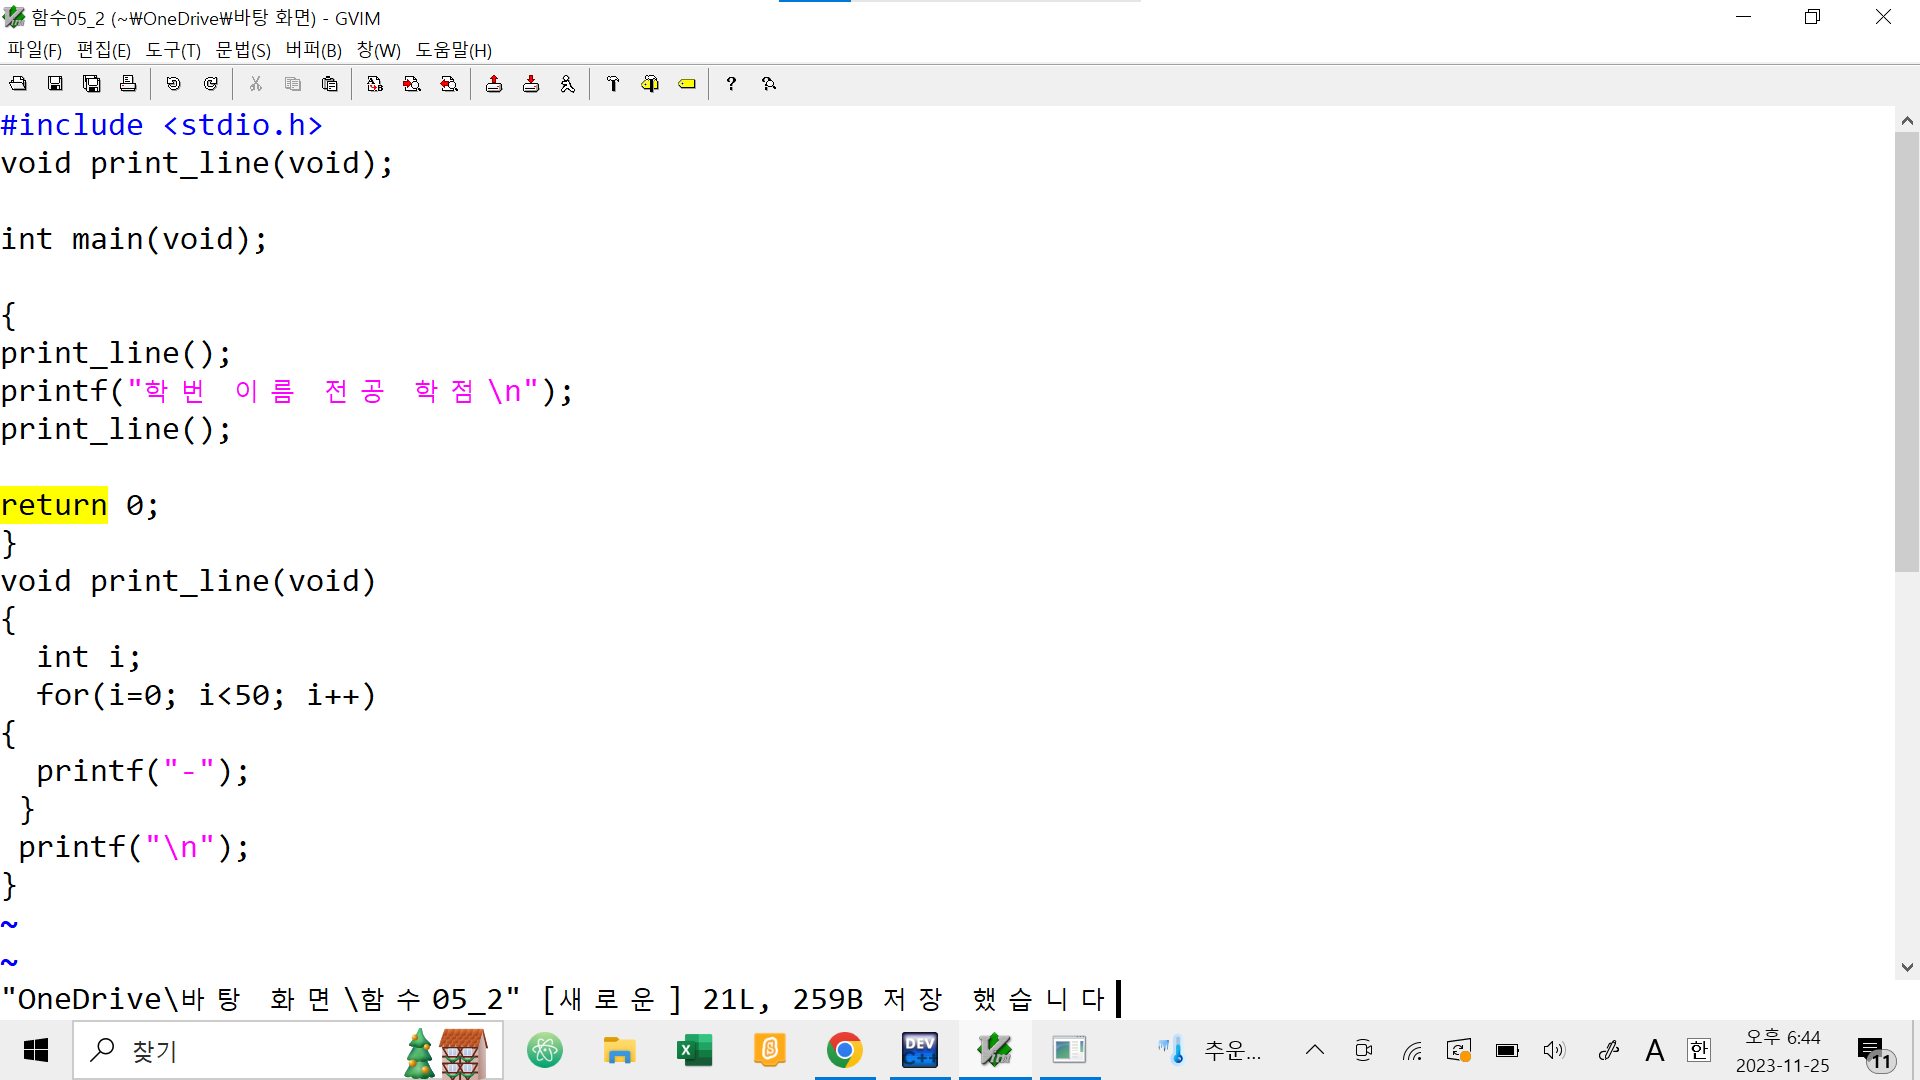 함수05_2 (~₩OneDrive₩바탕 화면) - GVIM
파일(F) 편집(E) 도구(T) 문법(S) 버퍼(B) 창(W) 도움말(H)
#include <stdio.h>
void print_line(void);
int main(void);
{
print_line();
printf("학번 이름 전공 학점\n");
print_line();
return 0;
}
void print_line(void)
{
  int i;
  for(i=0; i<50; i++)
{
  printf("-");
 }
 printf("\n");
}
~
~
"OneDrive\바탕 화면\함수05_2" [새로운] 21L, 259B 저장 했습니다
찾기
DEV C++
추운...
A
한
오후 6:44
2023-11-25
11